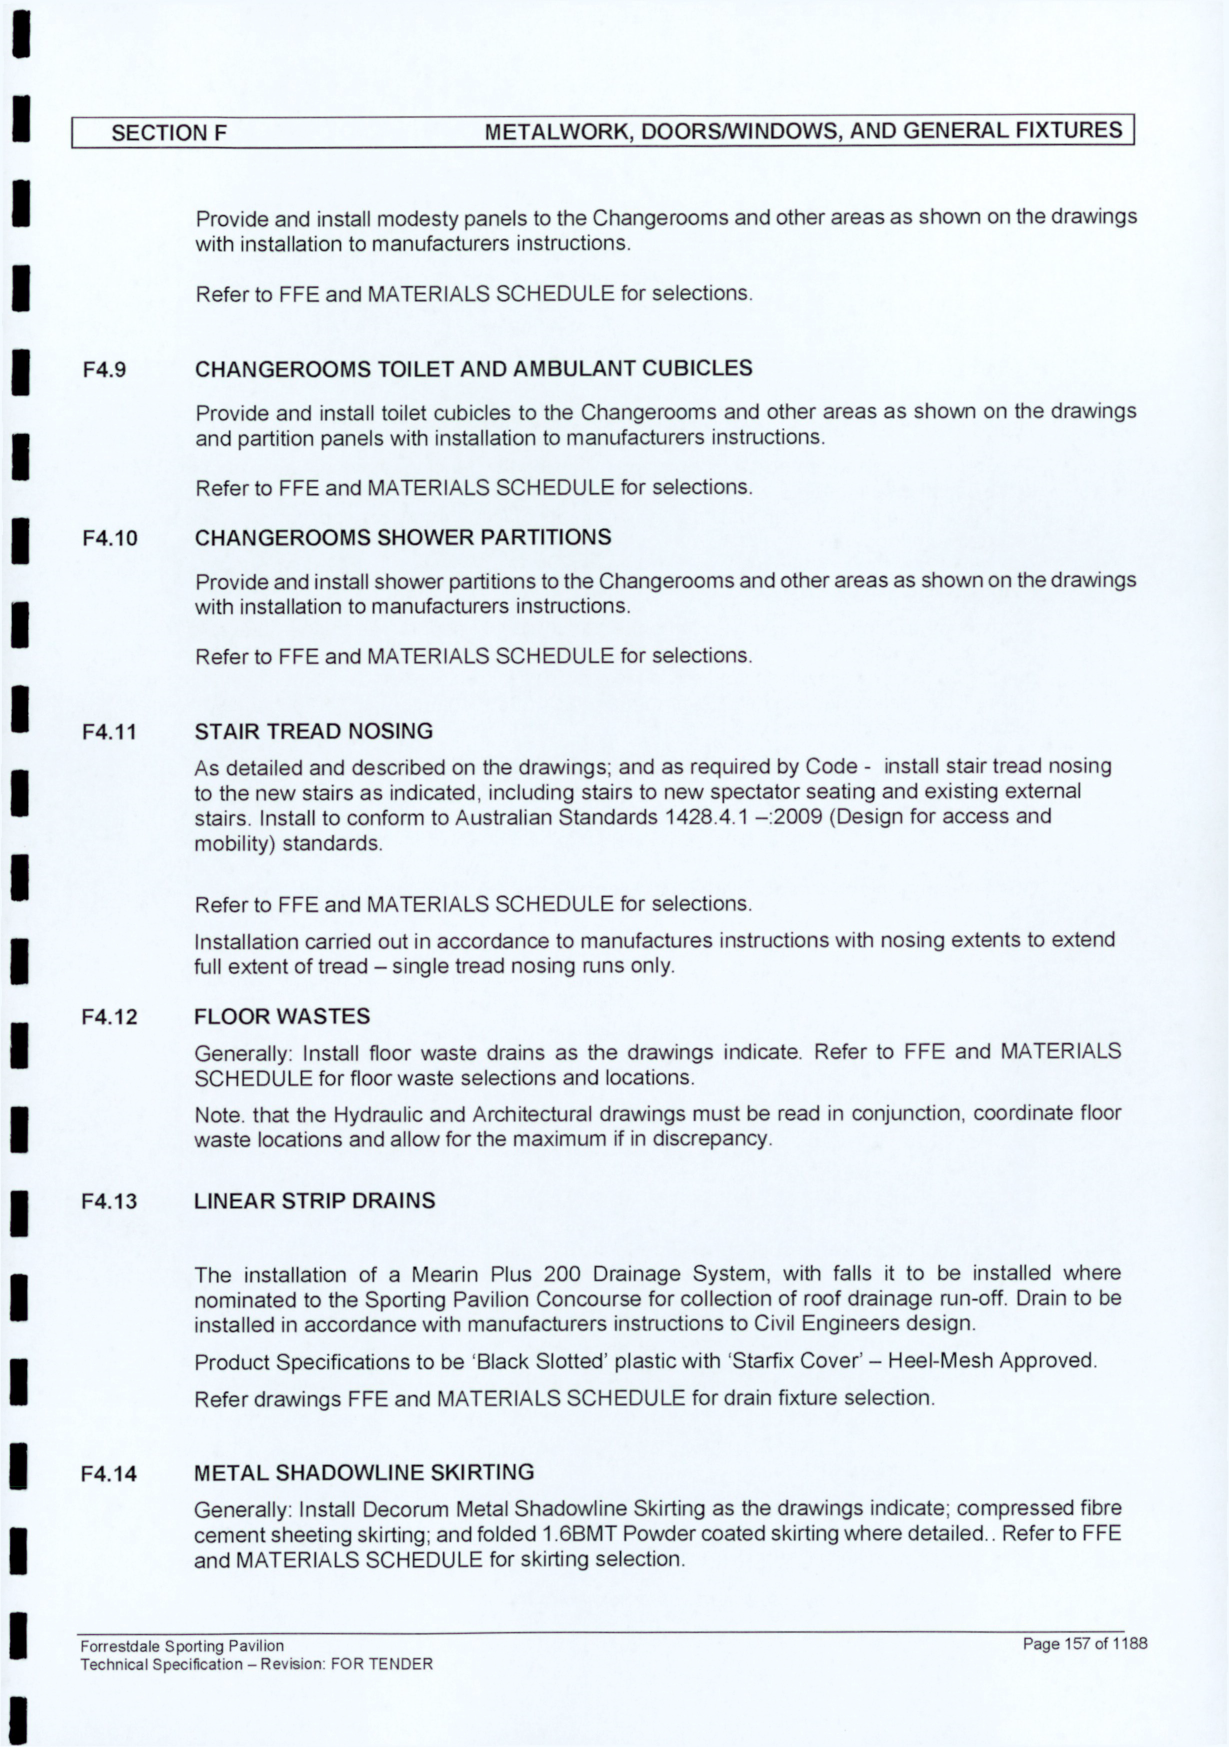 SECTION F METALWORK, DOORS/WINDOWS, AND GENERAL FIXTURES
Provide and install modesty panels to the Changerooms and other areas as shown on the drawings
with installation to manufacturers instructions.
Refer to FFE and MATERIALS SCHEDULE for selections.
F4.9 CHANGEROOMS TOILET AND AMBULANT CUBICLES
Provide and install toilet cubicles to the Changerooms and other areas as shown on the drawings
and partition panels with installation to manufacturers instructions.
Refer to FFE and MATERIALS SCHEDULE for selections.
F4.10 CHANGEROOMS SHOWER PARTITIONS
Provide and install shower partitions to the Changerooms and other areas as shown on the drawings
with installation to manufacturers instructions.
Refer to FFE and MATERIALS SCHEDULE for selections.
F4.11 STAIR TREAD NOSING
As detailed and described on the drawings; and as required by Code - install stair tread nosing
to the new stairs as indicated, including stairs to new spectator seating and existing external
stairs. Install to conform to Australian Standards 1428.4.1 –:2009 (Design for access and
mobility) standards.
Refer to FFE and MATERIALS SCHEDULE for selections.
Installation carried out in accordance to manufactures instructions with nosing extents to extend
full extent of tread – single tread nosing runs only.
F4.12 FLOOR WASTES
Generally: Install floor waste drains as the drawings indicate. Refer to FFE and MATERIALS
SCHEDULE for floor waste selections and locations.
Note. that the Hydraulic and Architectural drawings must be read in conjunction, coordinate floor
waste locations and allow for the maximum if in discrepancy.
F4.13 LINEAR STRIP DRAINS
The installation of a Mearin Plus 200 Drainage System, with falls it to be installed where
nominated to the Sporting Pavilion Concourse for collection of roof drainage run-off. Drain to be
installed in accordance with manufacturers instructions to Civil Engineers design.
Product Specifications to be ‘Black Slotted’ plastic with ‘Starfix Cover’ – Heel-Mesh Approved.
Refer drawings FFE and MATERIALS SCHEDULE for drain fixture selection.
F4.14 METAL SHADOWLINE SKIRTING
Generally: Install Decorum Metal Shadowline Skirting as the drawings indicate; compressed fibre
cement sheeting skirting; and folded 1.6BMT Powder coated skirting where detailed.. Refer to FFE
and MATERIALS SCHEDULE for skirting selection.
Forrestdale Sporting Pavilion Page 157 of 1188
Technical Specification – Revision: FOR TENDER